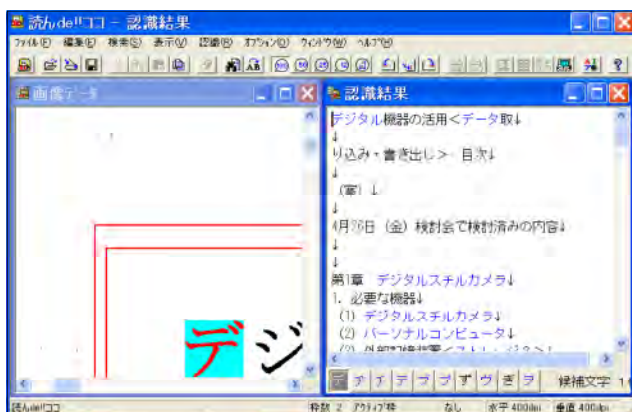 読んde!!ココ - 認識結果
ファイル(F) 編集(E) 検索(S) 表示(V) 認識(R) オプション(O) ウィンドウ(W) ヘルプ(H)
画像データ
デジ
認識結果
デジタル機器の活用<データ取↓
↓
り込み・書き出し> 目次↓
↓
(案)↓
↓
4月26日(金)検討会で検討済みの内容↓
↓
↓
第1章 デジタルスチルカメラ↓
1. 必要な機器↓
(1) デジタルスチルカメラ↓
(2) パーソナルコンピュータ↓
候補文字
読んde!!ココ
枠数 2 アクティブ枠 なし 水平 400dpi 垂直 400dpi